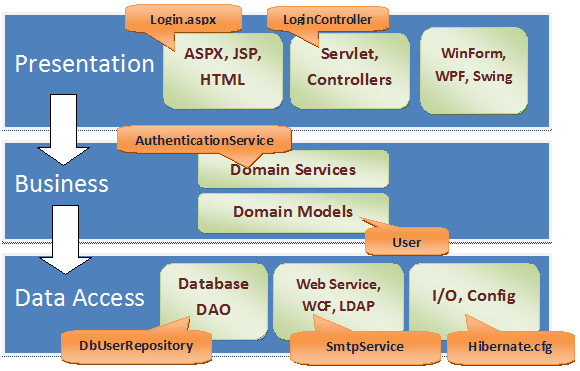 Login.aspx
LoginController
Presentation
ASPX, JSP,
HTML
Servlet,
Controllers
WinForm,
WPF, Swing
AuthenticationService
Business
Domain Services
Domain Models
User
Data Access
Database
DAO
Web Service,
WCF, LDAP
I/O, Config
DbUserRepository
SmtpService
Hibernate.cfg